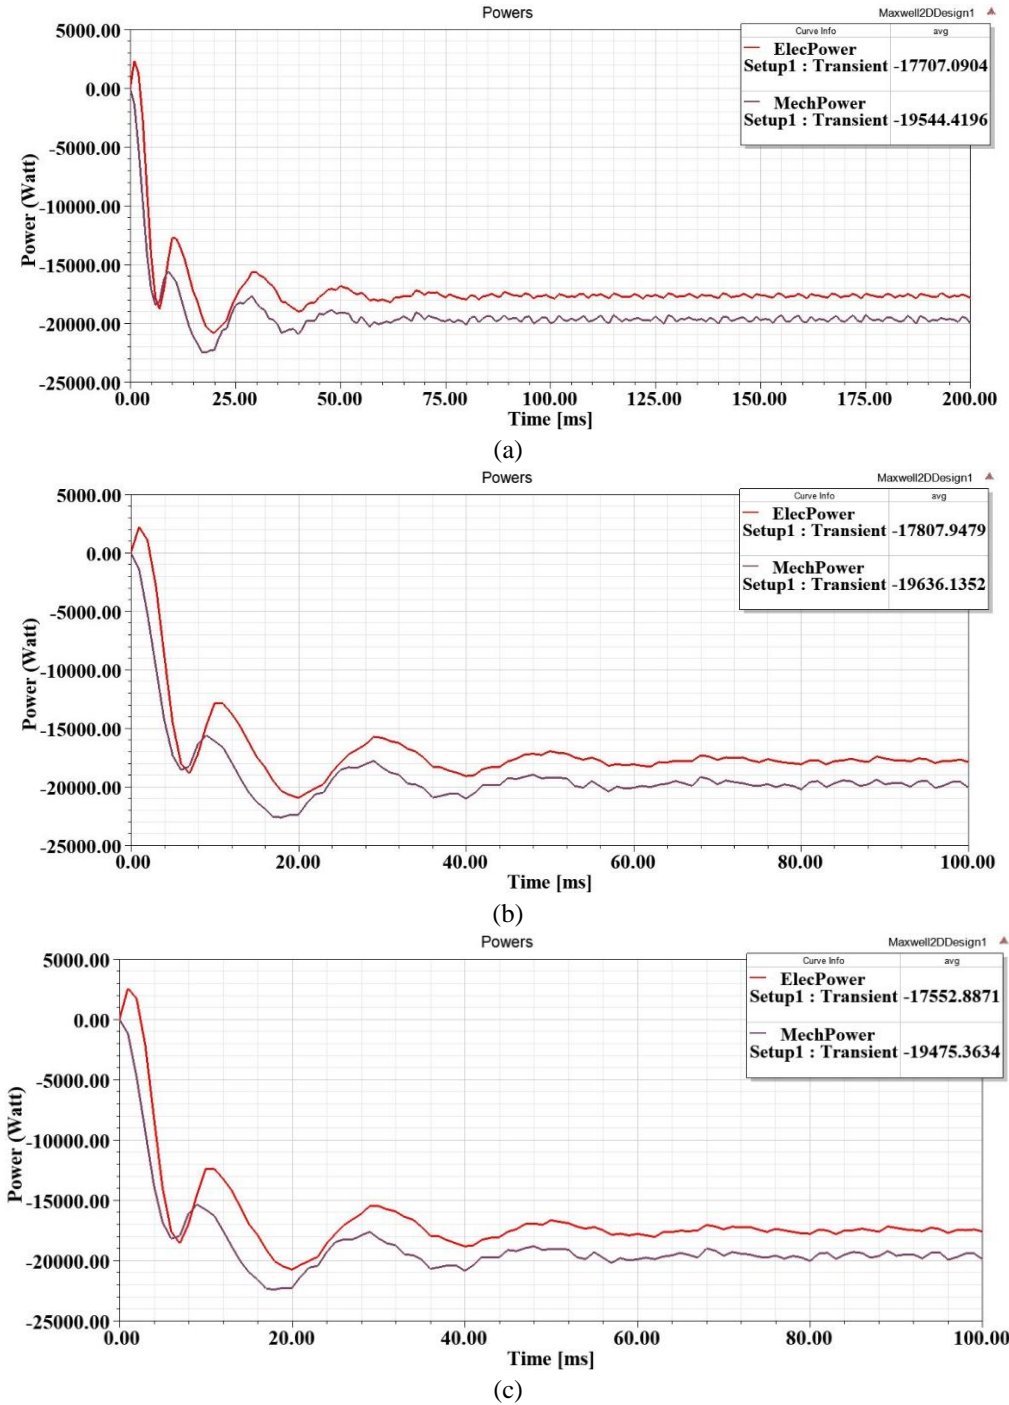 Powers
Maxwell2DDesign1
Curve Info avg
ElecPower
Setup1 : Transient -17707.0904
MechPower
Setup1 : Transient -19544.4196
5000.00
0.00
-5000.00
-10000.00
-15000.00
-20000.00
-25000.00
Power (Watt)
0.00 25.00 50.00 75.00 100.00 125.00 150.00 175.00 200.00
Time [ms]
(a)
Powers
Maxwell2DDesign1
Curve Info avg
ElecPower
Setup1 : Transient -17807.9479
MechPower
Setup1 : Transient -19636.1352
5000.00
0.00
-5000.00
-10000.00
-15000.00
-20000.00
-25000.00
Power (Watt)
0.00 20.00 40.00 60.00 80.00 100.00
Time [ms]
(b)
Powers
Maxwell2DDesign1
Curve Info avg
ElecPower
Setup1 : Transient -17552.8871
MechPower
Setup1 : Transient -19475.3634
5000.00
0.00
-5000.00
-10000.00
-15000.00
-20000.00
-25000.00
Power (Watt)
0.00 20.00 40.00 60.00 80.00 100.00
Time [ms]
(c)